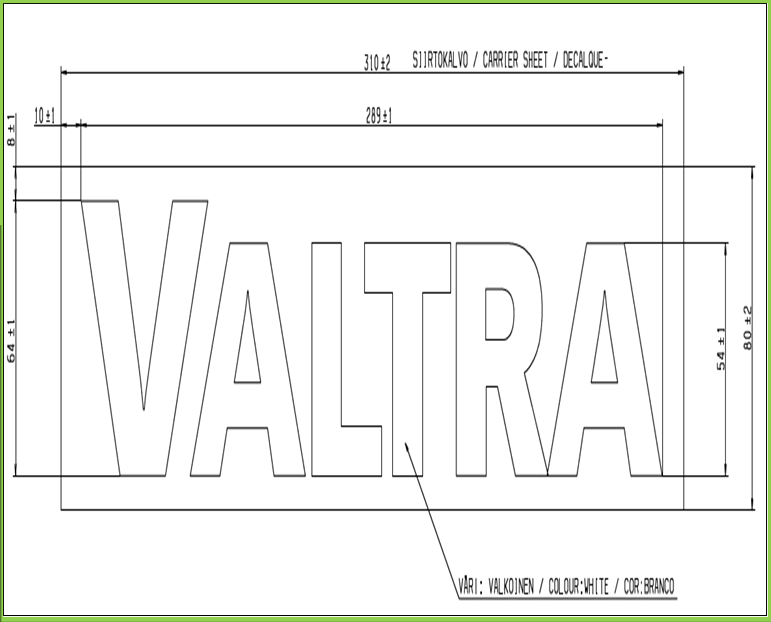 310±2 SIIRTOKALVO / CARRIER SHEET / DECALQUE-
10±1 289±1
8±1
VALTRA
64±1
54±1
80±2
VÄRI: VALKOINEN / COLOUR:WHITE / COR:BRANCO